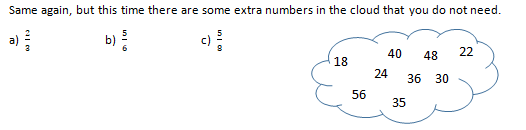 Same again, but this time there are some extra numbers in the cloud that you do not need.
a) 2/3 b) 5/6 c) 5/8
18 40 48 22
24 36 30
56 35